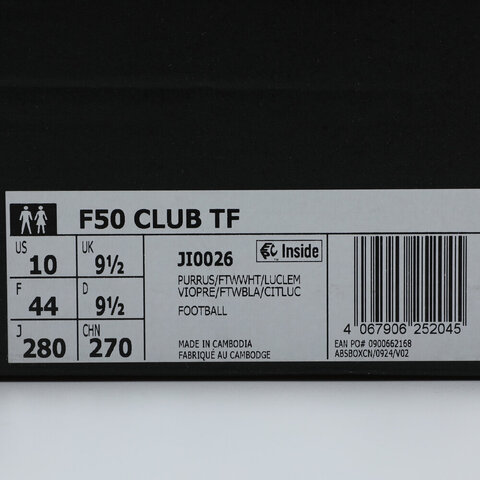 F50 CLUB TF
US UK
10 9½
F D
44 9½
J CHN
280 270
JI0026 Inside
PURRUS/FTWWHT/LUCLEM
VIOPRE/FTWBLA/CITLUC
FOOTBALL
MADE IN CAMBODIA
FABRIQUÉ AU CAMBODGE
4 067906 252045
EAN PO# 0900662168
ABSBOXCN/0924/V02